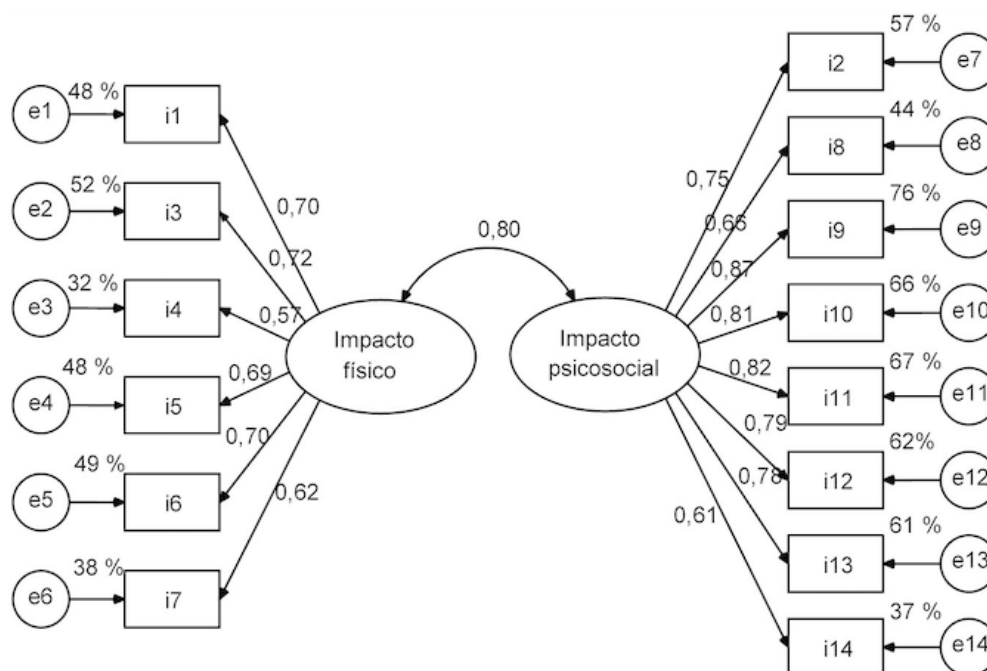 48 %
e1
i1
0,70
52 %
e2
i3
0,72
32 %
e3
i4
0,57
48 %
e4
i5
0,69
49 %
e5
i6
0,70
38 %
e6
i7
0,62
Impacto
físico
0,80
Impacto
psicosocial
57 %
i2
e7
0,75
44 %
i8
e8
0,66
76 %
i9
e9
0,87
66 %
i10
e10
0,81
67 %
i11
e11
0,82
62%
i12
e12
0,79
61 %
i13
e13
0,78
37 %
i14
e14
0,61